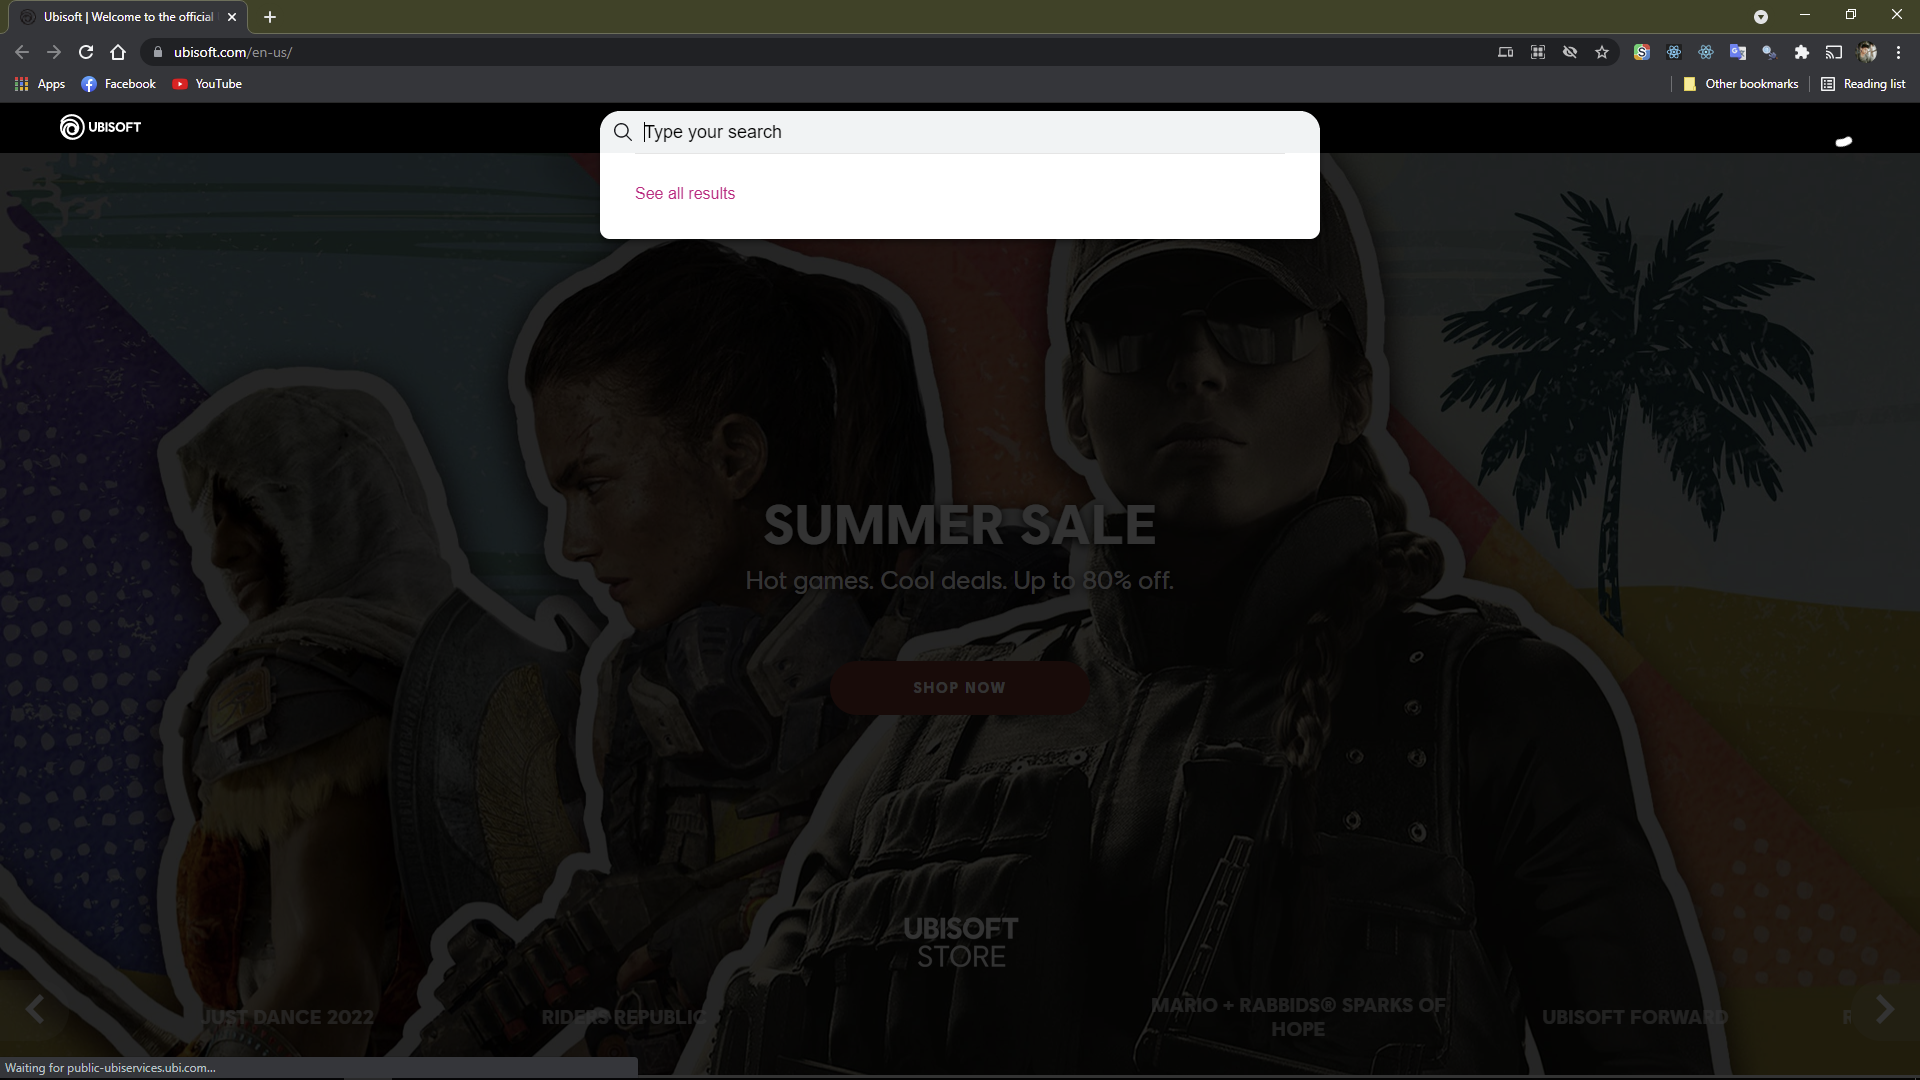 Ubisoft | Welcome to the official
ubisoft.com/en-us/
Apps
Facebook
YouTube
Other bookmarks
Reading list
UBISOFT
Type your search
See all results
SUMMER SALE
Hot games. Cool deals. Up to 80% off.
SHOP NOW
UBISOFT
STORE
JUST DANCE 2022
RIDERS REPUBLIC
MARIO + RABBIDS® SPARKS OF
HOPE
UBISOFT FORWARD
R
Waiting for public-ubiservices.ubi.com...